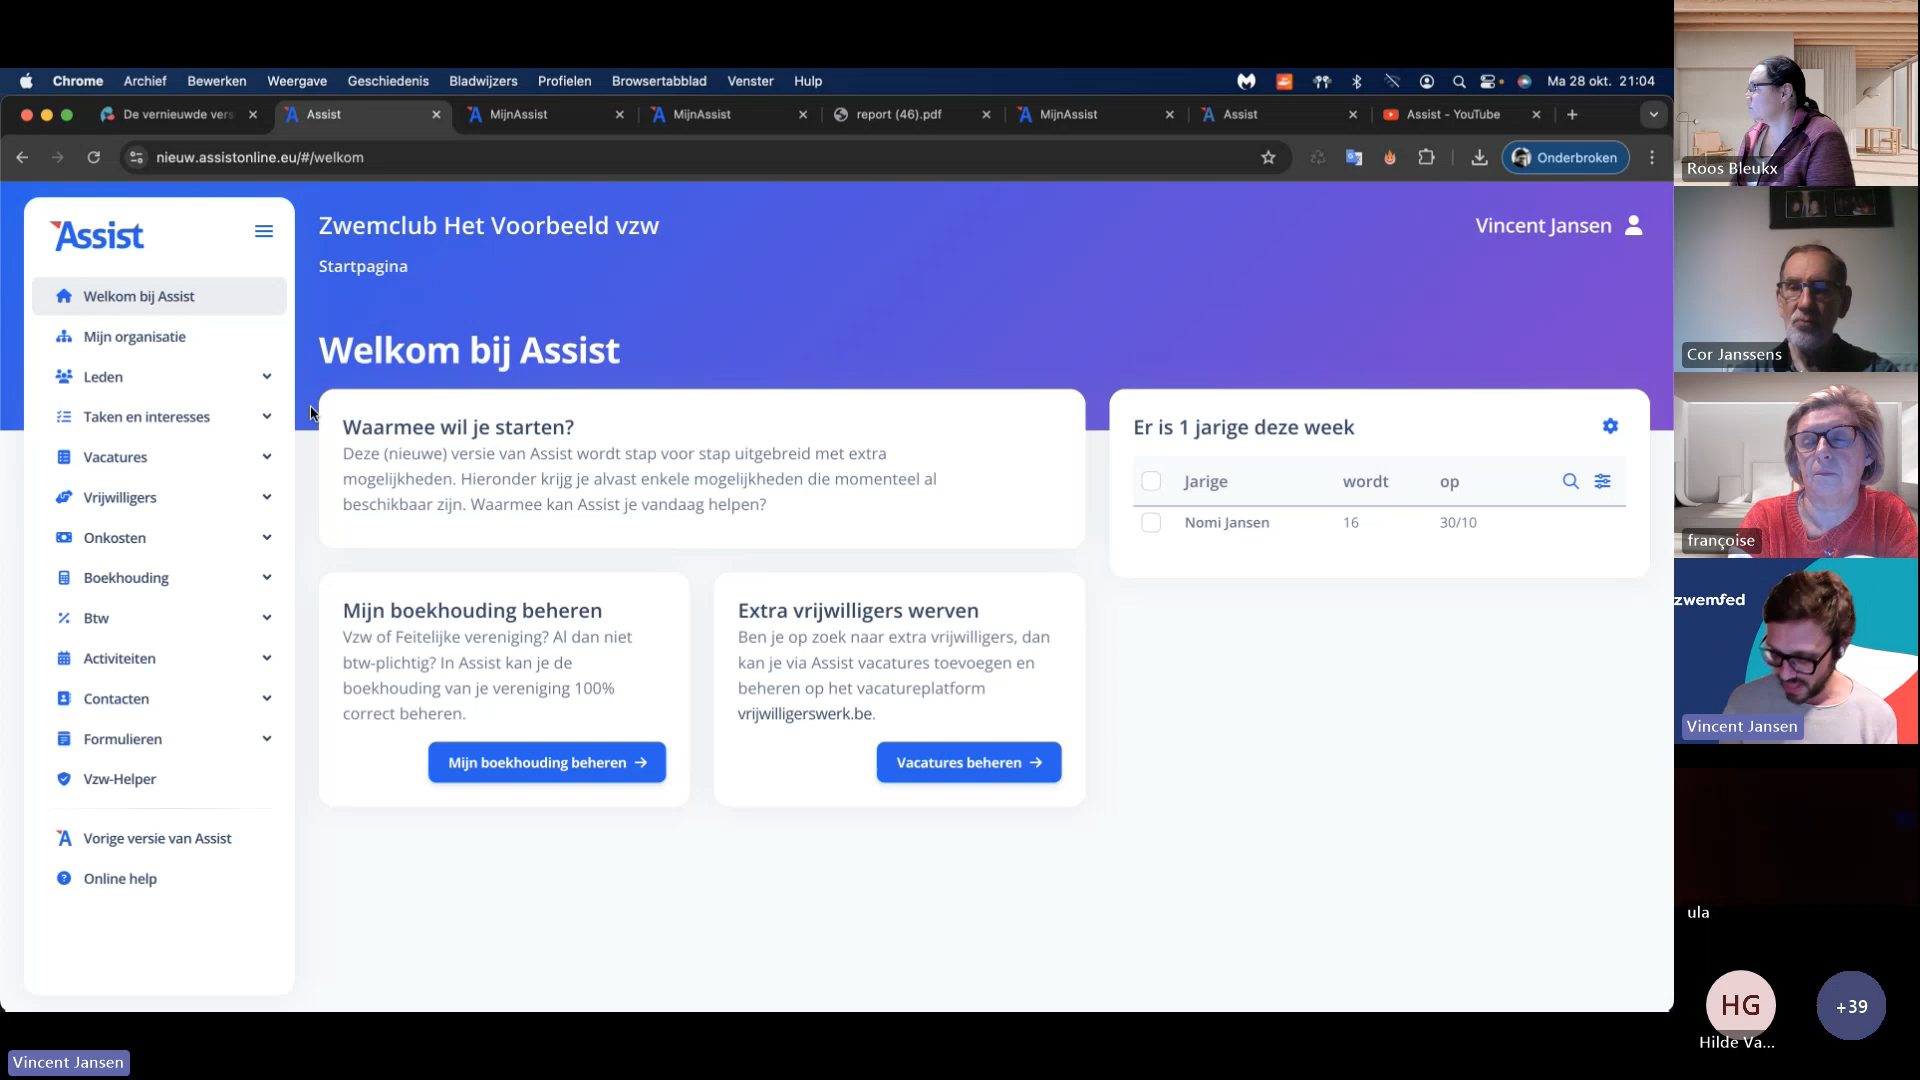 Chrome Archief Bewerken Weergave Geschiedenis Bladwijzers Profielen Browsertabblad Venster Hulp
Ma 28 okt. 21:04
De vernieuwde vers
Assist
MijnAssist
MijnAssist
report (46).pdf
MijnAssist
Assist
Assist - YouTube
nieuw.assistonline.eu/#/welkom
Onderbroken
Assist
Zwemclub Het Voorbeeld vzw
Vincent Jansen
Startpagina
Welkom bij Assist
Mijn organisatie
Leden
Taken en interesses
Vacatures
Vrijwilligers
Onkosten
Boekhouding
Btw
Activiteiten
Contacten
Formulieren
Vzw-Helper
Vorige versie van Assist
Online help
Welkom bij Assist
Waarmee wil je starten?
Deze (nieuwe) versie van Assist wordt stap voor stap uitgebreid met extra
mogelijkheden. Hieronder krijg je alvast enkele mogelijkheden die momenteel al
beschikbaar zijn. Waarmee kan Assist je vandaag helpen?
Mijn boekhouding beheren
Vzw of Feitelijke vereniging? Al dan niet
btw-plichtig? In Assist kan je de
boekhouding van je vereniging 100%
correct beheren.
Mijn boekhouding beheren
Extra vrijwilligers werven
Ben je op zoek naar extra vrijwilligers, dan
kan je via Assist vacatures toevoegen en
beheren op het vacatureplatform
vrijwilligerswerk.be.
Vacatures beheren
Er is 1 jarige deze week
Jarige wordt op
Nomi Jansen 16 30/10
Roos Bleukx
Cor Janssens
françoise
zwemfed
Vincent Jansen
ula
HG
Hilde Va...
+39
Vincent Jansen